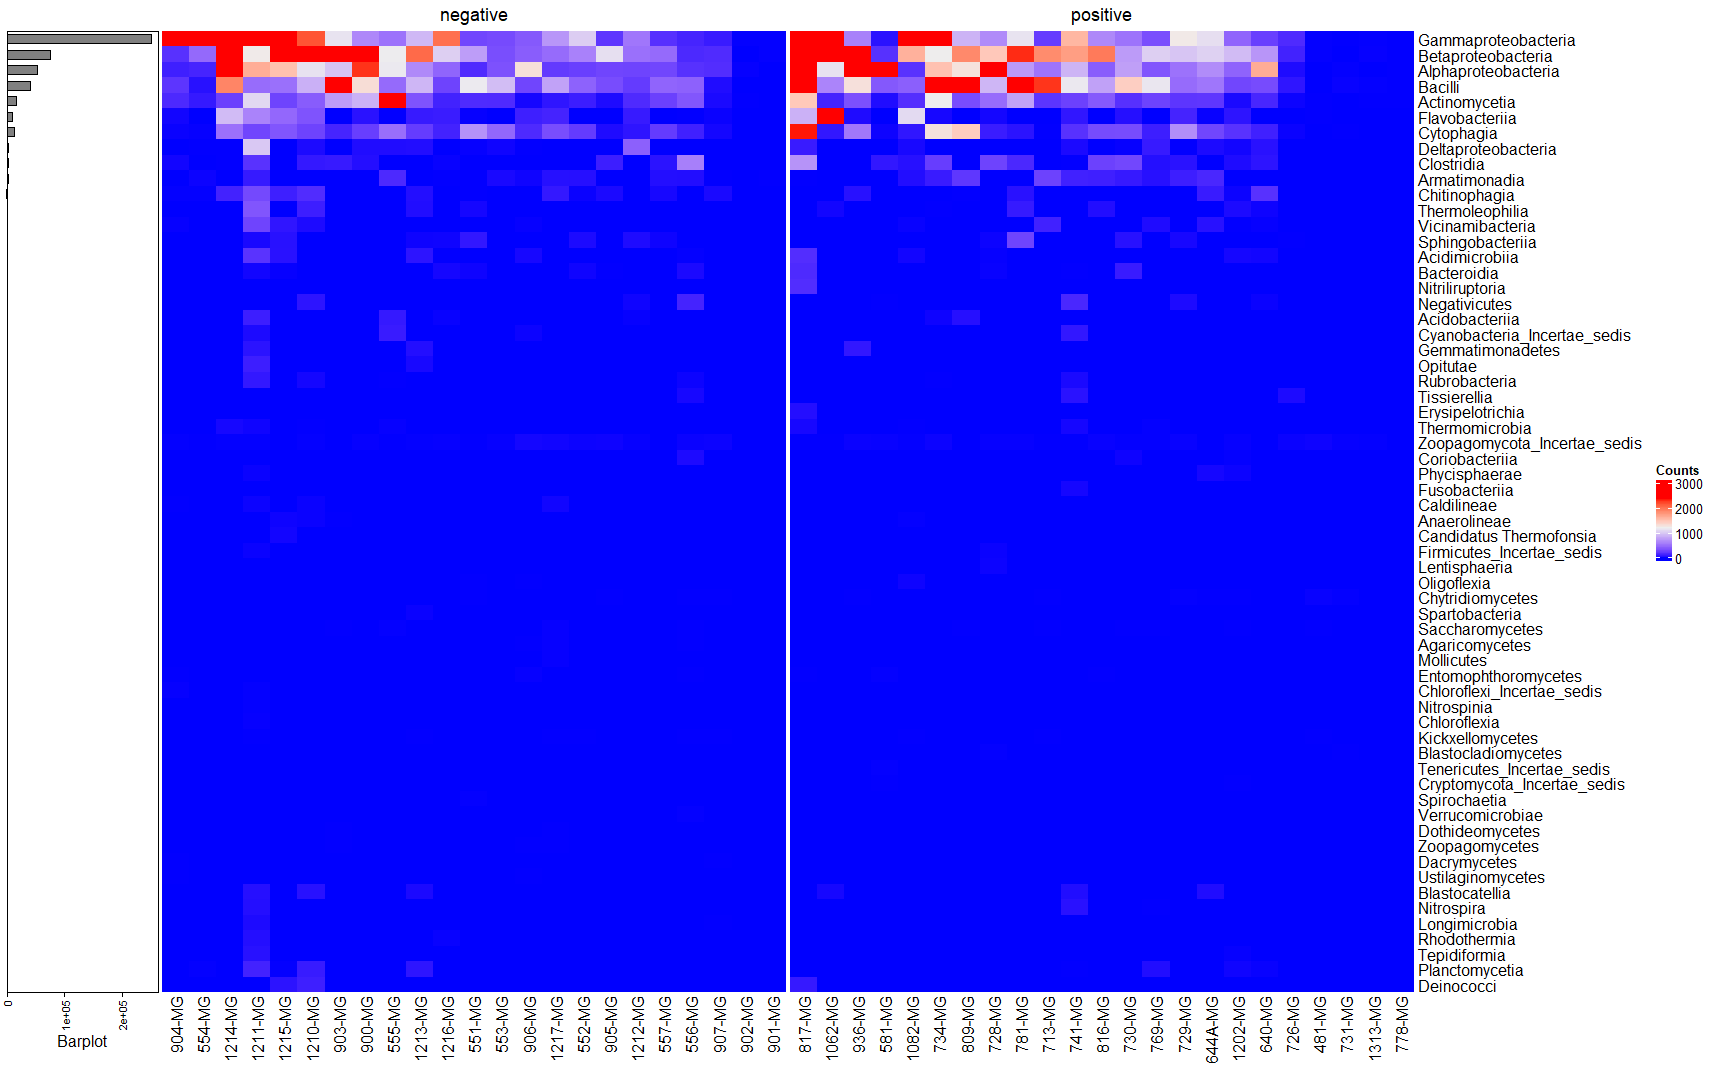 negative
positive
Gammaproteobacteria
Betaproteobacteria
Alphaproteobacteria
Bacilli
Actinomycetia
Flavobacteriia
Cytophagia
Deltaproteobacteria
Clostridia
Armatimonadia
Chitinophagia
Thermoleophilia
Vicinamibacteria
Sphingobacteriia
Acidimicrobiia
Bacteroidia
Nitriliruptoria
Negativicutes
Acidobacteriia
Cyanobacteria_Incertae_sedis
Gemmatimonadetes
Opitutae
Rubrobacteria
Tissierellia
Erysipelotrichia
Thermomicrobia
Zoopagomycota_Incertae_sedis
Coriobacteriia
Phycisphaerae
Fusobacteriia
Caldilineae
Anaerolineae
Candidatus Thermofonsia
Firmicutes_Incertae_sedis
Lentisphaeria
Oligoflexia
Chytridiomycetes
Spartobacteria
Saccharomycetes
Agaricomycetes
Mollicutes
Entomophthoromycetes
Chloroflexi_Incertae_sedis
Nitrospinia
Chloroflexia
Kickxellomycetes
Blastocladiomycetes
Tenericutes_Incertae_sedis
Cryptomycota_Incertae_sedis
Spirochaetia
Verrucomicrobiae
Dothideomycetes
Zoopagomycetes
Dacrymycetes
Ustilaginomycetes
Blastocatellia
Nitrospira
Longimicrobia
Rhodothermia
Tepidiformia
Planctomycetia
Deinococci
Counts
3000
2000
1000
0
0
1e+05
2e+05
Barplot
904-MG
554-MG
1214-MG
1211-MG
1215-MG
1210-MG
903-MG
900-MG
555-MG
1213-MG
1216-MG
551-MG
553-MG
906-MG
1217-MG
552-MG
905-MG
1212-MG
557-MG
556-MG
907-MG
902-MG
901-MG
817-MG
1062-MG
936-MG
581-MG
1082-MG
734-MG
809-MG
728-MG
781-MG
713-MG
741-MG
816-MG
730-MG
769-MG
729-MG
644A-MG
1202-MG
640-MG
726-MG
481-MG
731-MG
1313-MG
778-MG